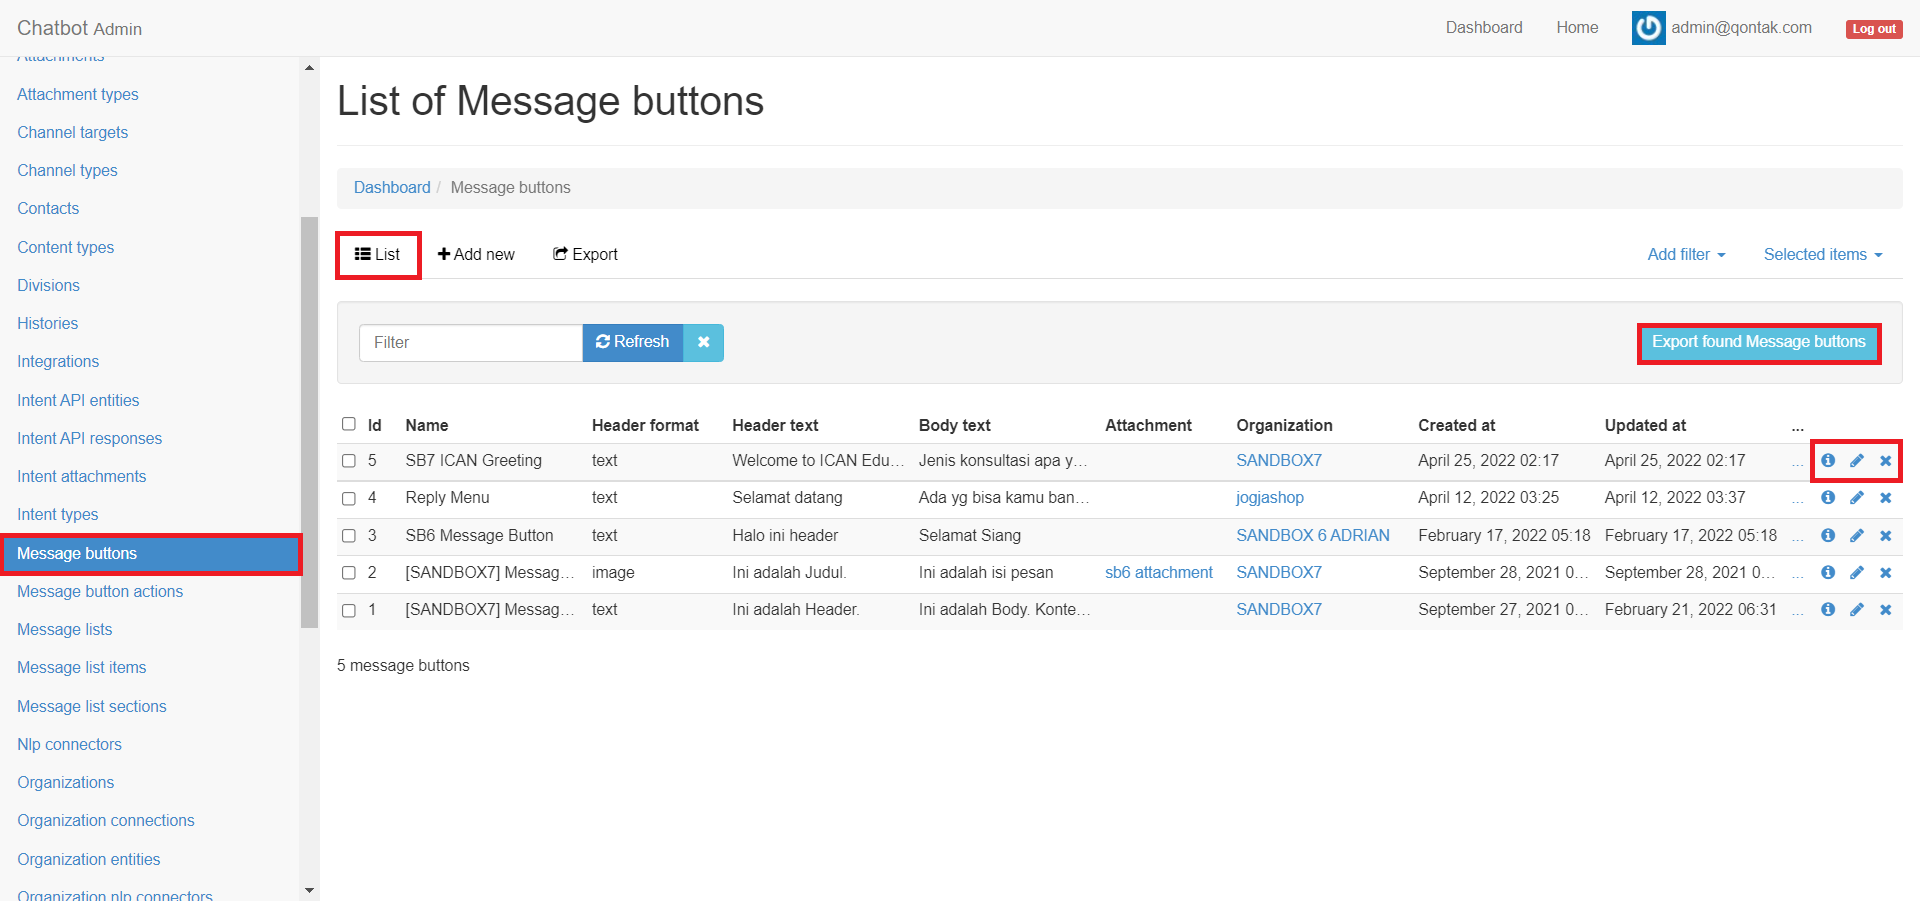 Chatbot Admin
Dashboard Home admin@qontak.com Log out
Attachments
Attachment types
Channel targets
Channel types
Contacts
Content types
Divisions
Histories
Integrations
Intent API entities
Intent API responses
Intent attachments
Intent types
Message buttons
Message button actions
Message lists
Message list items
Message list sections
Nlp connectors
Organizations
Organization connections
Organization entities
Organization nlp connectors
List of Message buttons
Dashboard / Message buttons
List Add new Export Add filter Selected items
Filter Refresh Export found Message buttons
Id Name Header format Header text Body text Attachment Organization Created at Updated at ...
5 SB7 ICAN Greeting text Welcome to ICAN Edu... Jenis konsultasi apa y... SANDBOX7 April 25, 2022 02:17 April 25, 2022 02:17 ...
4 Reply Menu text Selamat datang Ada yg bisa kamu ban... jogjashop April 12, 2022 03:25 April 12, 2022 03:37 ...
3 SB6 Message Button text Halo ini header Selamat Siang SANDBOX 6 ADRIAN February 17, 2022 05:18 February 17, 2022 05:18 ...
2 [SANDBOX7] Messag... image Ini adalah Judul. Ini adalah isi pesan sb6 attachment SANDBOX7 September 28, 2021 0... September 28, 2021 0... ...
1 [SANDBOX7] Messag... text Ini adalah Header. Ini adalah Body. Konte... SANDBOX7 September 27, 2021 0... February 21, 2022 06:31 ...
5 message buttons